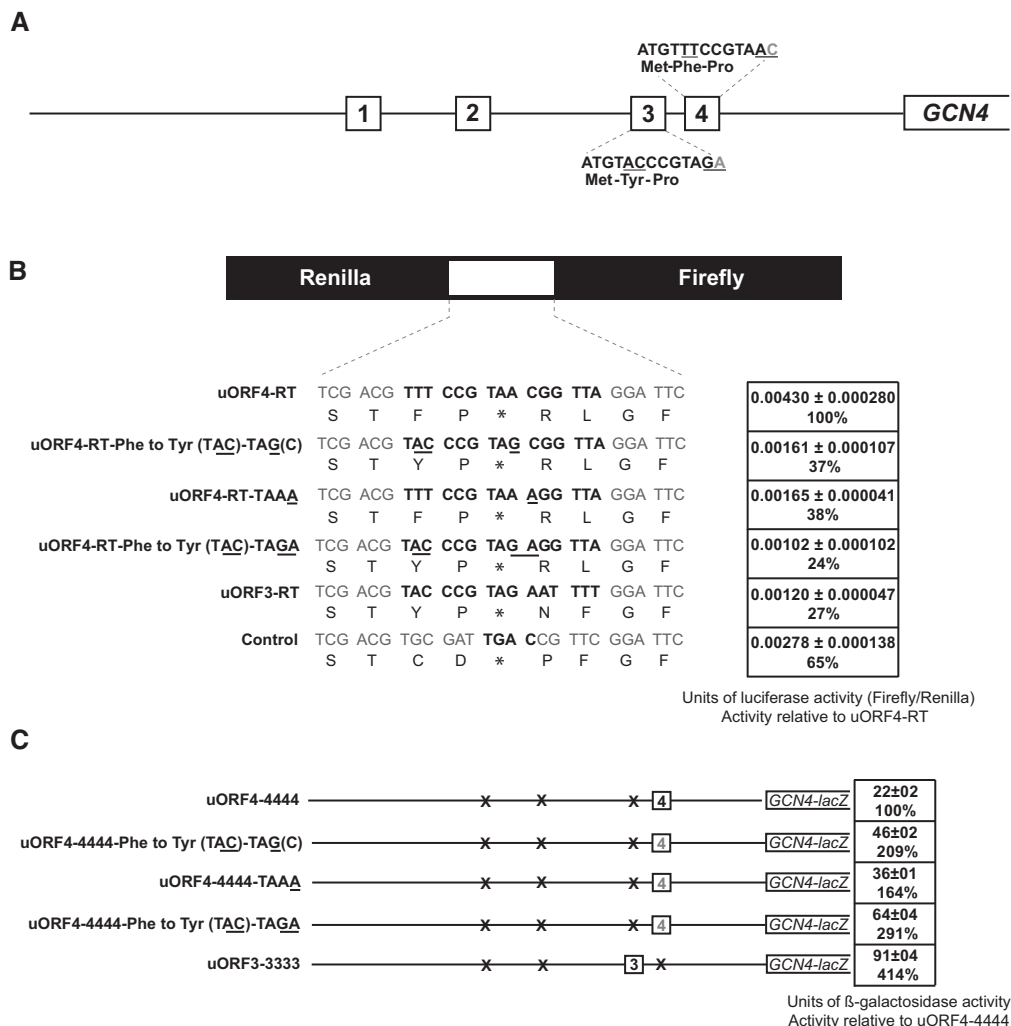 A
ATGTTTCCGTAAC
Met-Phe-Pro
1
2
3
4
GCN4
ATGTACCCGTAGA
Met-Tyr-Pro
B
Renilla
Firefly
uORF4-RT TCG ACG TTT CCG TAA CGG TTA GGA TTC
S T F P * R L G F
0.00430 ± 0.000280
100%
uORF4-RT-Phe to Tyr (TAC)-TAG(C) TCG ACG TAC CCG TAG CGG TTA GGA TTC
S T Y P * R L G F
0.00161 ± 0.000107
37%
uORF4-RT-TAAA TCG ACG TTT CCG TAA AGG TTA GGA TTC
S T F P * R L G F
0.00165 ± 0.000041
38%
uORF4-RT-Phe to Tyr (TAC)-TAGA TCG ACG TAC CCG TAG AGG TTA GGA TTC
S T Y P * R L G F
0.00102 ± 0.000102
24%
uORF3-RT TCG ACG TAC CCG TAG AAT TTT GGA TTC
S T Y P * N F G F
0.00120 ± 0.000047
27%
Control TCG ACG TGC GAT TGA CCG TTC GGA TTC
S T C D * P F G F
0.00278 ± 0.000138
65%
Units of luciferase activity (Firefly/Renilla)
Activity relative to uORF4-RT
C
uORF4-4444 X X X 4 GCN4-lacZ
22±02
100%
uORF4-4444-Phe to Tyr (TAC)-TAG(C) X X X 4 GCN4-lacZ
46±02
209%
uORF4-4444-TAAA X X X 4 GCN4-lacZ
36±01
164%
uORF4-4444-Phe to Tyr (TAC)-TAGA X X X 4 GCN4-lacZ
64±04
291%
uORF3-3333 X X 3 X GCN4-lacZ
91±04
414%
Units of ß-galactosidase activity
Activity relative to uORF4-4444